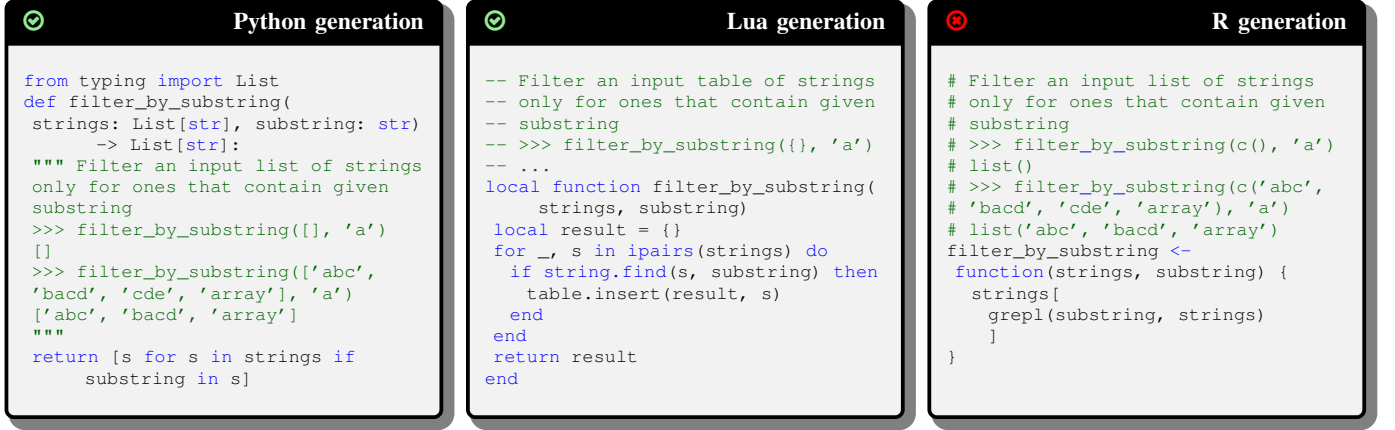 Python generation
from typing import List
def filter_by_substring(
 strings: List[str], substring: str)
        -> List[str]:
 """ Filter an input list of strings
 only for ones that contain given
 substring
 >>> filter_by_substring([], 'a')
 []
 >>> filter_by_substring(['abc',
 'bacd', 'cde', 'array'], 'a')
 ['abc', 'bacd', 'array']
 """
 return [s for s in strings if
       substring in s]
Lua generation
-- Filter an input table of strings
-- only for ones that contain given
-- substring
-- >>> filter_by_substring({}, 'a')
-- ...
local function filter_by_substring(
      strings, substring)
 local result = {}
 for _, s in ipairs(strings) do
   if string.find(s, substring) then
     table.insert(result, s)
   end
 end
 return result
end
R generation
# Filter an input list of strings
# only for ones that contain given
# substring
# >>> filter_by_substring(c(), 'a')
# list()
# >>> filter_by_substring(c('abc',
# 'bacd', 'cde', 'array'), 'a')
# list('abc', 'bacd', 'array')
filter_by_substring <-
 function(strings, substring) {
   strings[
     grepl(substring, strings)
     ]
}